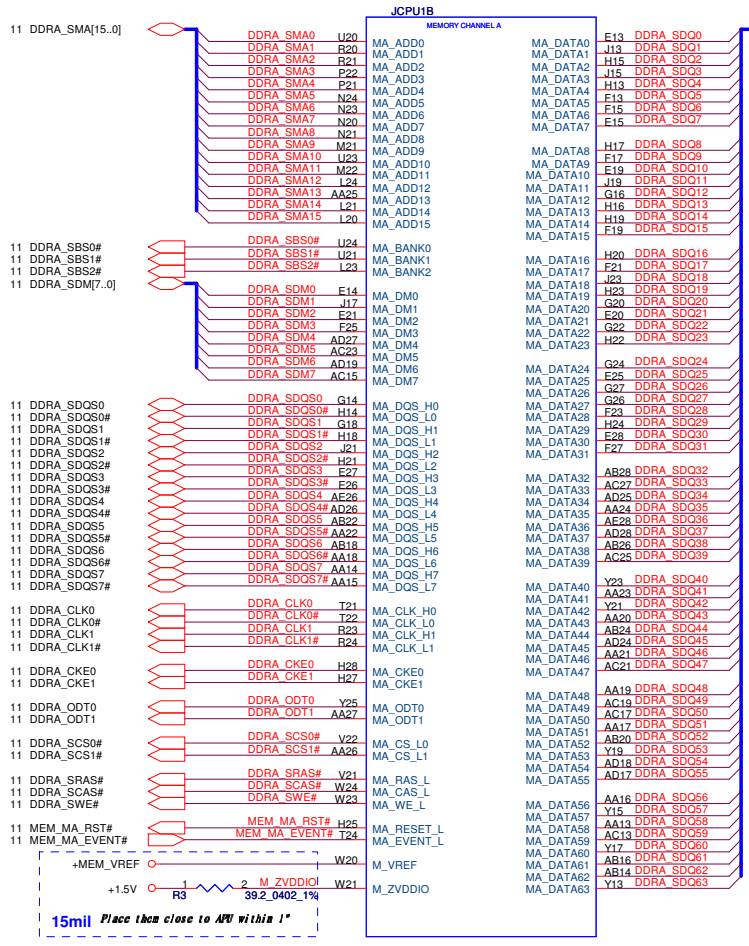 JCPU1B
MEMORY CHANNEL A
11 DDRA_SMA[15..0]
DDRA_SMA0 U20 MA_ADD0
DDRA_SMA1 R20 MA_ADD1
DDRA_SMA2 R21 MA_ADD2
DDRA_SMA3 P22 MA_ADD3
DDRA_SMA4 P21 MA_ADD4
DDRA_SMA5 N24 MA_ADD5
DDRA_SMA6 N23 MA_ADD6
DDRA_SMA7 N20 MA_ADD7
DDRA_SMA8 N21 MA_ADD8
DDRA_SMA9 M21 MA_ADD9
DDRA_SMA10 U23 MA_ADD10
DDRA_SMA11 M22 MA_ADD11
DDRA_SMA12 L24 MA_ADD12
DDRA_SMA13 AA25 MA_ADD13
DDRA_SMA14 L21 MA_ADD14
DDRA_SMA15 L20 MA_ADD15
11 DDRA_SBS0# DDRA_SBS0# U24 MA_BANK0
11 DDRA_SBS1# DDRA_SBS1# U21 MA_BANK1
11 DDRA_SBS2# DDRA_SBS2# L23 MA_BANK2
11 DDRA_SDM[7..0]
DDRA_SDM0 E14 MA_DM0
DDRA_SDM1 J17 MA_DM1
DDRA_SDM2 E21 MA_DM2
DDRA_SDM3 F25 MA_DM3
DDRA_SDM4 AD27 MA_DM4
DDRA_SDM5 AC23 MA_DM5
DDRA_SDM6 AD19 MA_DM6
DDRA_SDM7 AC15 MA_DM7
11 DDRA_SDQS0 DDRA_SDQS0 G14 MA_DQS_H0
11 DDRA_SDQS0# DDRA_SDQS0# H14 MA_DQS_L0
11 DDRA_SDQS1 DDRA_SDQS1 G18 MA_DQS_H1
11 DDRA_SDQS1# DDRA_SDQS1# H18 MA_DQS_L1
11 DDRA_SDQS2 DDRA_SDQS2 J21 MA_DQS_H2
11 DDRA_SDQS2# DDRA_SDQS2# H21 MA_DQS_L2
11 DDRA_SDQS3 DDRA_SDQS3 E27 MA_DQS_H3
11 DDRA_SDQS3# DDRA_SDQS3# E26 MA_DQS_L3
11 DDRA_SDQS4 DDRA_SDQS4 AE26 MA_DQS_H4
11 DDRA_SDQS4# DDRA_SDQS4# AD26 MA_DQS_L4
11 DDRA_SDQS5 DDRA_SDQS5 AB22 MA_DQS_H5
11 DDRA_SDQS5# DDRA_SDQS5# AA22 MA_DQS_L5
11 DDRA_SDQS6 DDRA_SDQS6 AB18 MA_DQS_H6
11 DDRA_SDQS6# DDRA_SDQS6# AA18 MA_DQS_L6
11 DDRA_SDQS7 DDRA_SDQS7 AA14 MA_DQS_H7
11 DDRA_SDQS7# DDRA_SDQS7# AA15 MA_DQS_L7
11 DDRA_CLK0 DDRA_CLK0 T21 MA_CLK_H0
11 DDRA_CLK0# DDRA_CLK0# T22 MA_CLK_L0
11 DDRA_CLK1 DDRA_CLK1 R23 MA_CLK_H1
11 DDRA_CLK1# DDRA_CLK1# R24 MA_CLK_L1
11 DDRA_CKE0 DDRA_CKE0 H28 MA_CKE0
11 DDRA_CKE1 DDRA_CKE1 H27 MA_CKE1
11 DDRA_ODT0 DDRA_ODT0 Y25 MA_ODT0
11 DDRA_ODT1 DDRA_ODT1 AA27 MA_ODT1
11 DDRA_SCS0# DDRA_SCS0# V22 MA_CS_L0
11 DDRA_SCS1# DDRA_SCS1# AA26 MA_CS_L1
11 DDRA_SRAS# DDRA_SRAS# V21 MA_RAS_L
11 DDRA_SCAS# DDRA_SCAS# W24 MA_CAS_L
11 DDRA_SWE# DDRA_SWE# W23 MA_WE_L
11 MEM_MA_RST# MEM_MA_RST# H25 MA_RESET_L
11 MEM_MA_EVENT# MEM_MA_EVENT# T24 MA_EVENT_L
+MEM_VREF W20 M_VREF
+1.5V 1 2 M_ZVDDIO W21 M_ZVDDIO
R3 39.2_0402_1%
15mil Place them close to APU within 1"
MA_DATA0 E13 DDRA_SDQ0
MA_DATA1 J13 DDRA_SDQ1
MA_DATA2 H15 DDRA_SDQ2
MA_DATA3 J15 DDRA_SDQ3
MA_DATA4 H13 DDRA_SDQ4
MA_DATA5 F13 DDRA_SDQ5
MA_DATA6 F15 DDRA_SDQ6
MA_DATA7 E15 DDRA_SDQ7
MA_DATA8 H17 DDRA_SDQ8
MA_DATA9 F17 DDRA_SDQ9
MA_DATA10 E19 DDRA_SDQ10
MA_DATA11 J19 DDRA_SDQ11
MA_DATA12 G16 DDRA_SDQ12
MA_DATA13 H16 DDRA_SDQ13
MA_DATA14 H19 DDRA_SDQ14
MA_DATA15 F19 DDRA_SDQ15
MA_DATA16 H20 DDRA_SDQ16
MA_DATA17 F21 DDRA_SDQ17
MA_DATA18 J23 DDRA_SDQ18
MA_DATA19 H23 DDRA_SDQ19
MA_DATA20 G20 DDRA_SDQ20
MA_DATA21 E20 DDRA_SDQ21
MA_DATA22 G22 DDRA_SDQ22
MA_DATA23 H22 DDRA_SDQ23
MA_DATA24 G24 DDRA_SDQ24
MA_DATA25 E25 DDRA_SDQ25
MA_DATA26 G27 DDRA_SDQ26
MA_DATA27 G26 DDRA_SDQ27
MA_DATA28 F23 DDRA_SDQ28
MA_DATA29 H24 DDRA_SDQ29
MA_DATA30 E28 DDRA_SDQ30
MA_DATA31 F27 DDRA_SDQ31
MA_DATA32 AB28 DDRA_SDQ32
MA_DATA33 AC27 DDRA_SDQ33
MA_DATA34 AD25 DDRA_SDQ34
MA_DATA35 AA24 DDRA_SDQ35
MA_DATA36 AE28 DDRA_SDQ36
MA_DATA37 AD28 DDRA_SDQ37
MA_DATA38 AB26 DDRA_SDQ38
MA_DATA39 AC25 DDRA_SDQ39
MA_DATA40 Y23 DDRA_SDQ40
MA_DATA41 AA23 DDRA_SDQ41
MA_DATA42 Y21 DDRA_SDQ42
MA_DATA43 AA20 DDRA_SDQ43
MA_DATA44 AB24 DDRA_SDQ44
MA_DATA45 AD24 DDRA_SDQ45
MA_DATA46 AA21 DDRA_SDQ46
MA_DATA47 AC21 DDRA_SDQ47
MA_DATA48 AA19 DDRA_SDQ48
MA_DATA49 AC19 DDRA_SDQ49
MA_DATA50 AC17 DDRA_SDQ50
MA_DATA51 AA17 DDRA_SDQ51
MA_DATA52 AB20 DDRA_SDQ52
MA_DATA53 Y19 DDRA_SDQ53
MA_DATA54 AD18 DDRA_SDQ54
MA_DATA55 AD17 DDRA_SDQ55
MA_DATA56 AA16 DDRA_SDQ56
MA_DATA57 Y15 DDRA_SDQ57
MA_DATA58 AA13 DDRA_SDQ58
MA_DATA59 AC13 DDRA_SDQ59
MA_DATA60 Y17 DDRA_SDQ60
MA_DATA61 AB16 DDRA_SDQ61
MA_DATA62 AB14 DDRA_SDQ62
MA_DATA63 Y13 DDRA_SDQ63